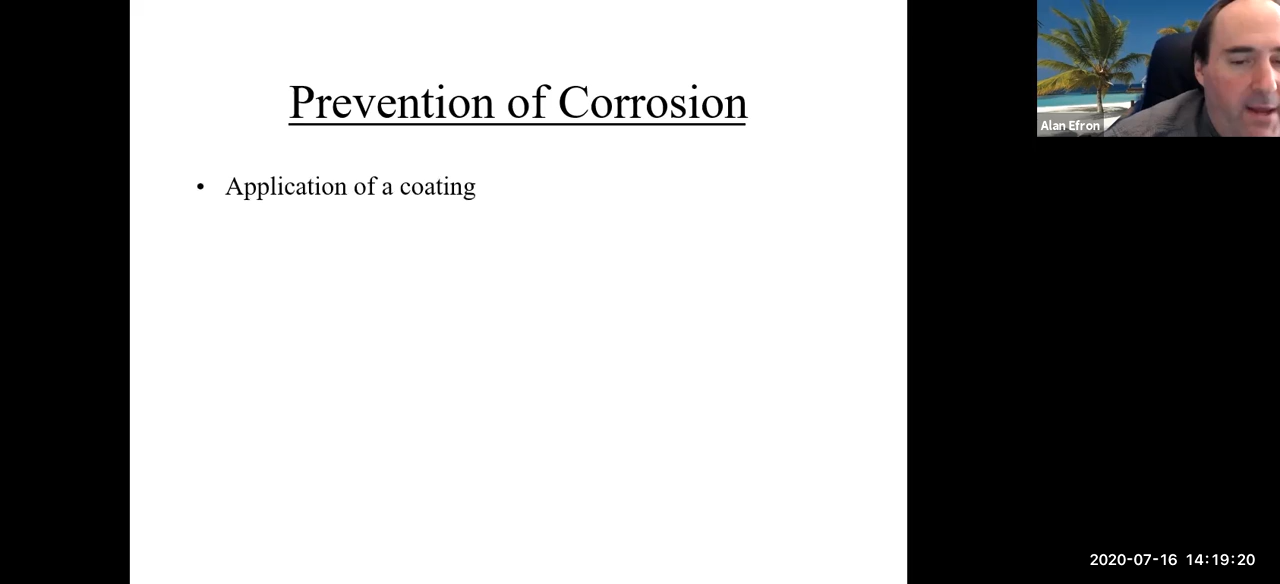 Prevention of Corrosion
• Application of a coating
Alan Efron
2020-07-16 14:19:20